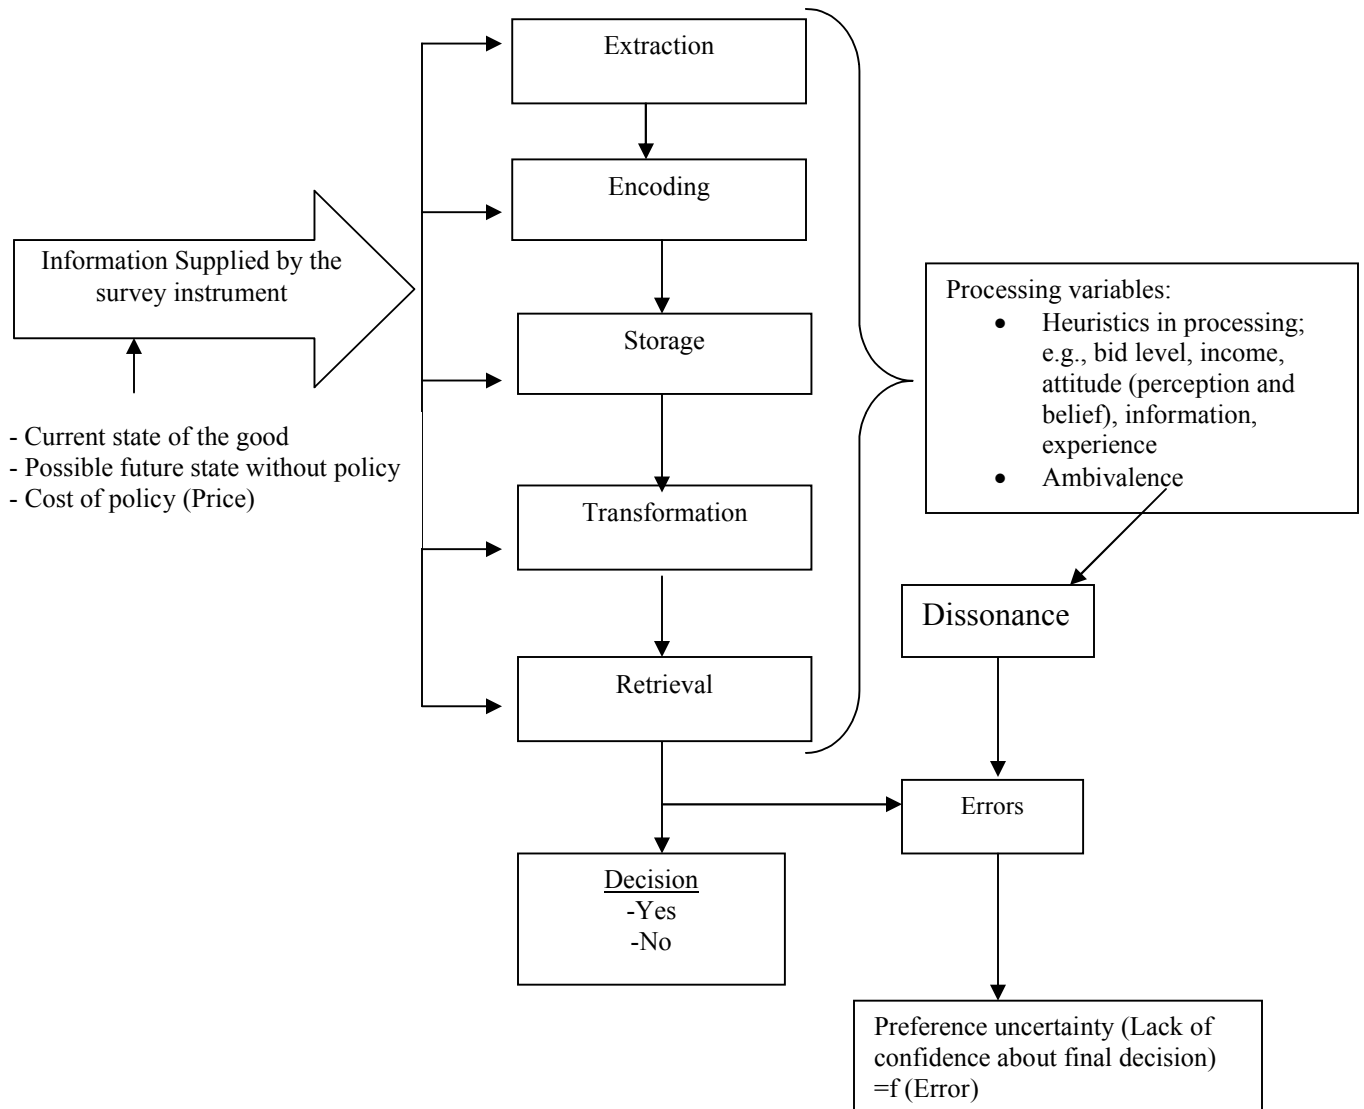 Extraction
Encoding
Information Supplied by the
survey instrument
Storage
- Current state of the good
- Possible future state without policy
- Cost of policy (Price)
Transformation
Retrieval
Processing variables:
• Heuristics in processing;
e.g., bid level, income,
attitude (perception and
belief), information,
experience
• Ambivalence
Dissonance
Errors
Decision
-Yes
-No
Preference uncertainty (Lack of
confidence about final decision)
=f (Error)